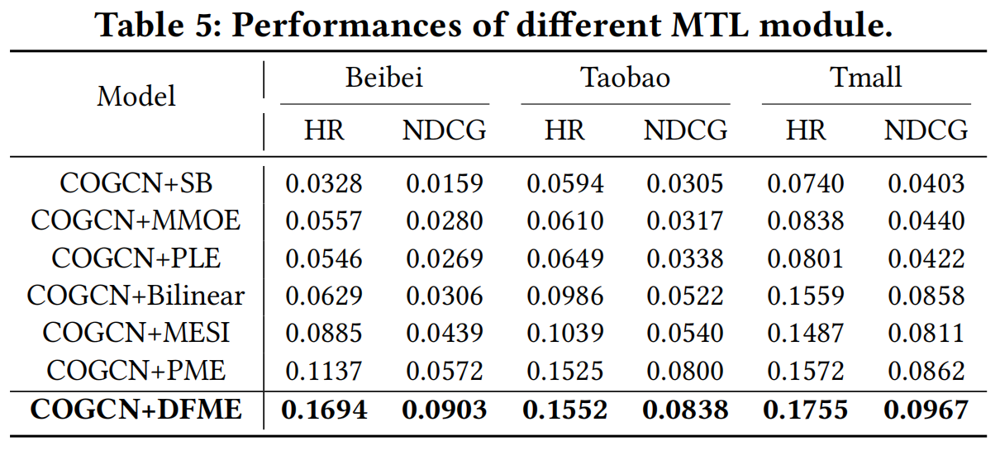 Table 5: Performances of different MTL module.
Model Beibei Taobao Tmall
HR NDCG HR NDCG HR NDCG
COGCN+SB 0.0328 0.0159 0.0594 0.0305 0.0740 0.0403
COGCN+MMOE 0.0557 0.0280 0.0610 0.0317 0.0838 0.0440
COGCN+PLE 0.0546 0.0269 0.0649 0.0338 0.0801 0.0422
COGCN+Bilinear 0.0629 0.0306 0.0986 0.0522 0.1559 0.0858
COGCN+MESI 0.0885 0.0439 0.1039 0.0540 0.1487 0.0811
COGCN+PME 0.1137 0.0572 0.1525 0.0800 0.1572 0.0862
COGCN+DFME 0.1694 0.0903 0.1552 0.0838 0.1755 0.0967